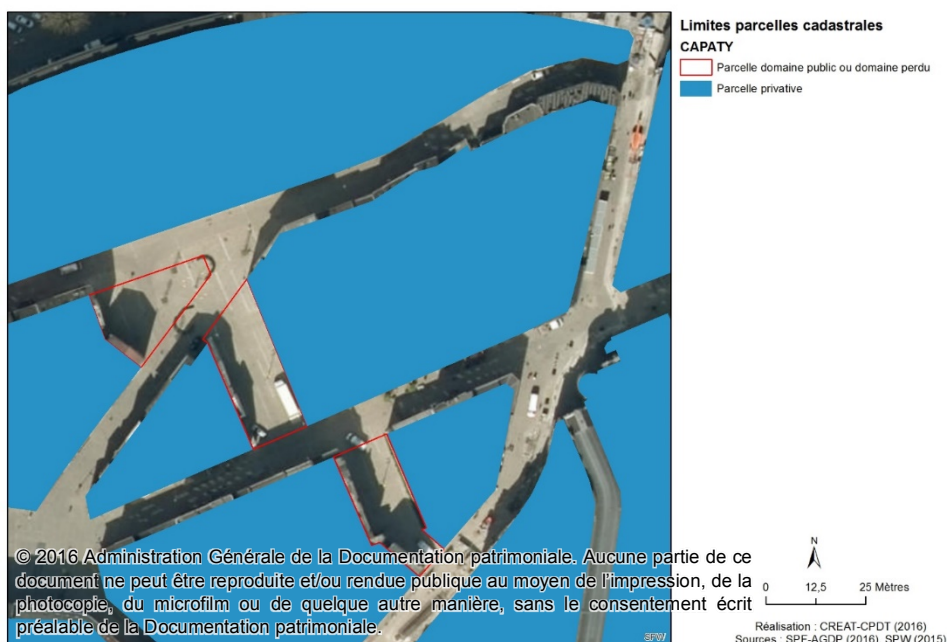 Limites parcelles cadastrales
CAPATY
Parcelle domaine public ou domaine perdu
Parcelle privative
© 2016 Administration Générale de la Documentation patrimoniale. Aucune partie de ce
document ne peut être reproduite et/ou rendue publique au moyen de l'impression, de la
photocopie, du microfilm ou de quelque autre manière, sans le consentement écrit
préalable de la Documentation patrimoniale.
SPW
N
0 12,5 25 Mètres
Réalisation : CREAT-CPDT (2016)
Sources : SPF-AGDP (2016), SPW (2015)